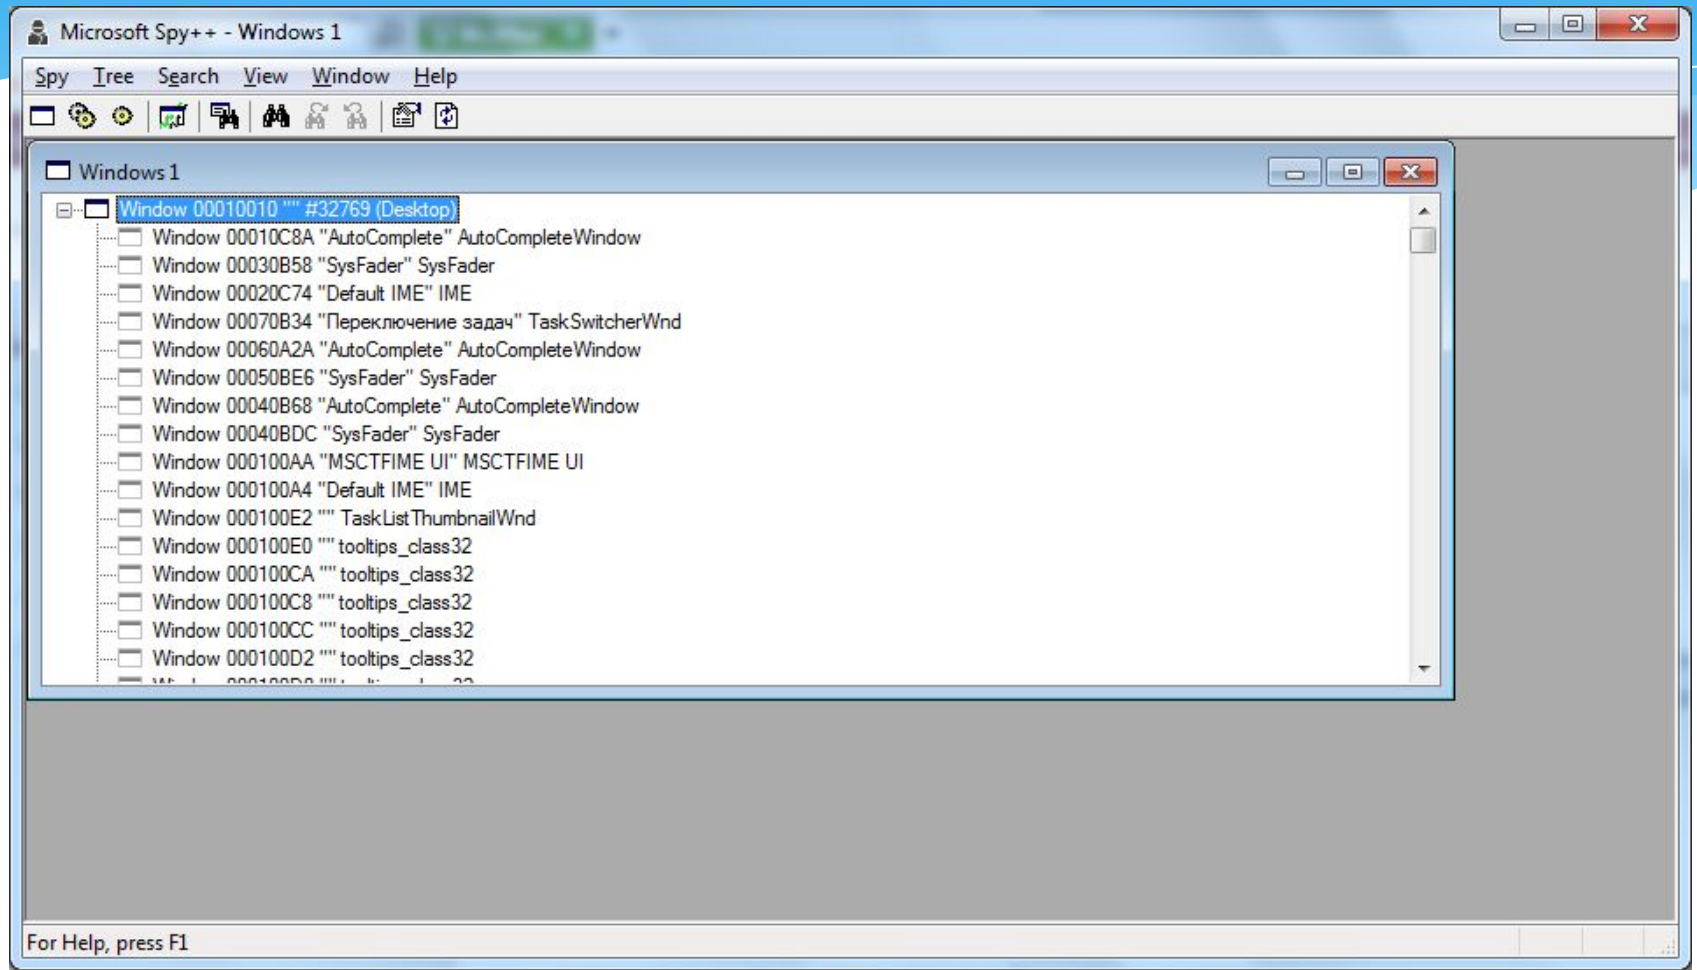 Microsoft Spy++ - Windows 1
Spy Tree Search View Window Help
Windows 1
Window 00010010 "" #32769 (Desktop)
Window 00010C8A "AutoComplete" AutoCompleteWindow
Window 00030B58 "SysFader" SysFader
Window 00020C74 "Default IME" IME
Window 00070B34 "Переключение задач" TaskSwitcherWnd
Window 00060A2A "AutoComplete" AutoCompleteWindow
Window 00050BE6 "SysFader" SysFader
Window 00040B68 "AutoComplete" AutoCompleteWindow
Window 00040BDC "SysFader" SysFader
Window 000100AA "MSCTFIME UI" MSCTFIME UI
Window 000100A4 "Default IME" IME
Window 000100E2 "" TaskListThumbnailWnd
Window 000100E0 "" tooltips_class32
Window 000100CA "" tooltips_class32
Window 000100C8 "" tooltips_class32
Window 000100CC "" tooltips_class32
Window 000100D2 "" tooltips_class32
For Help, press F1